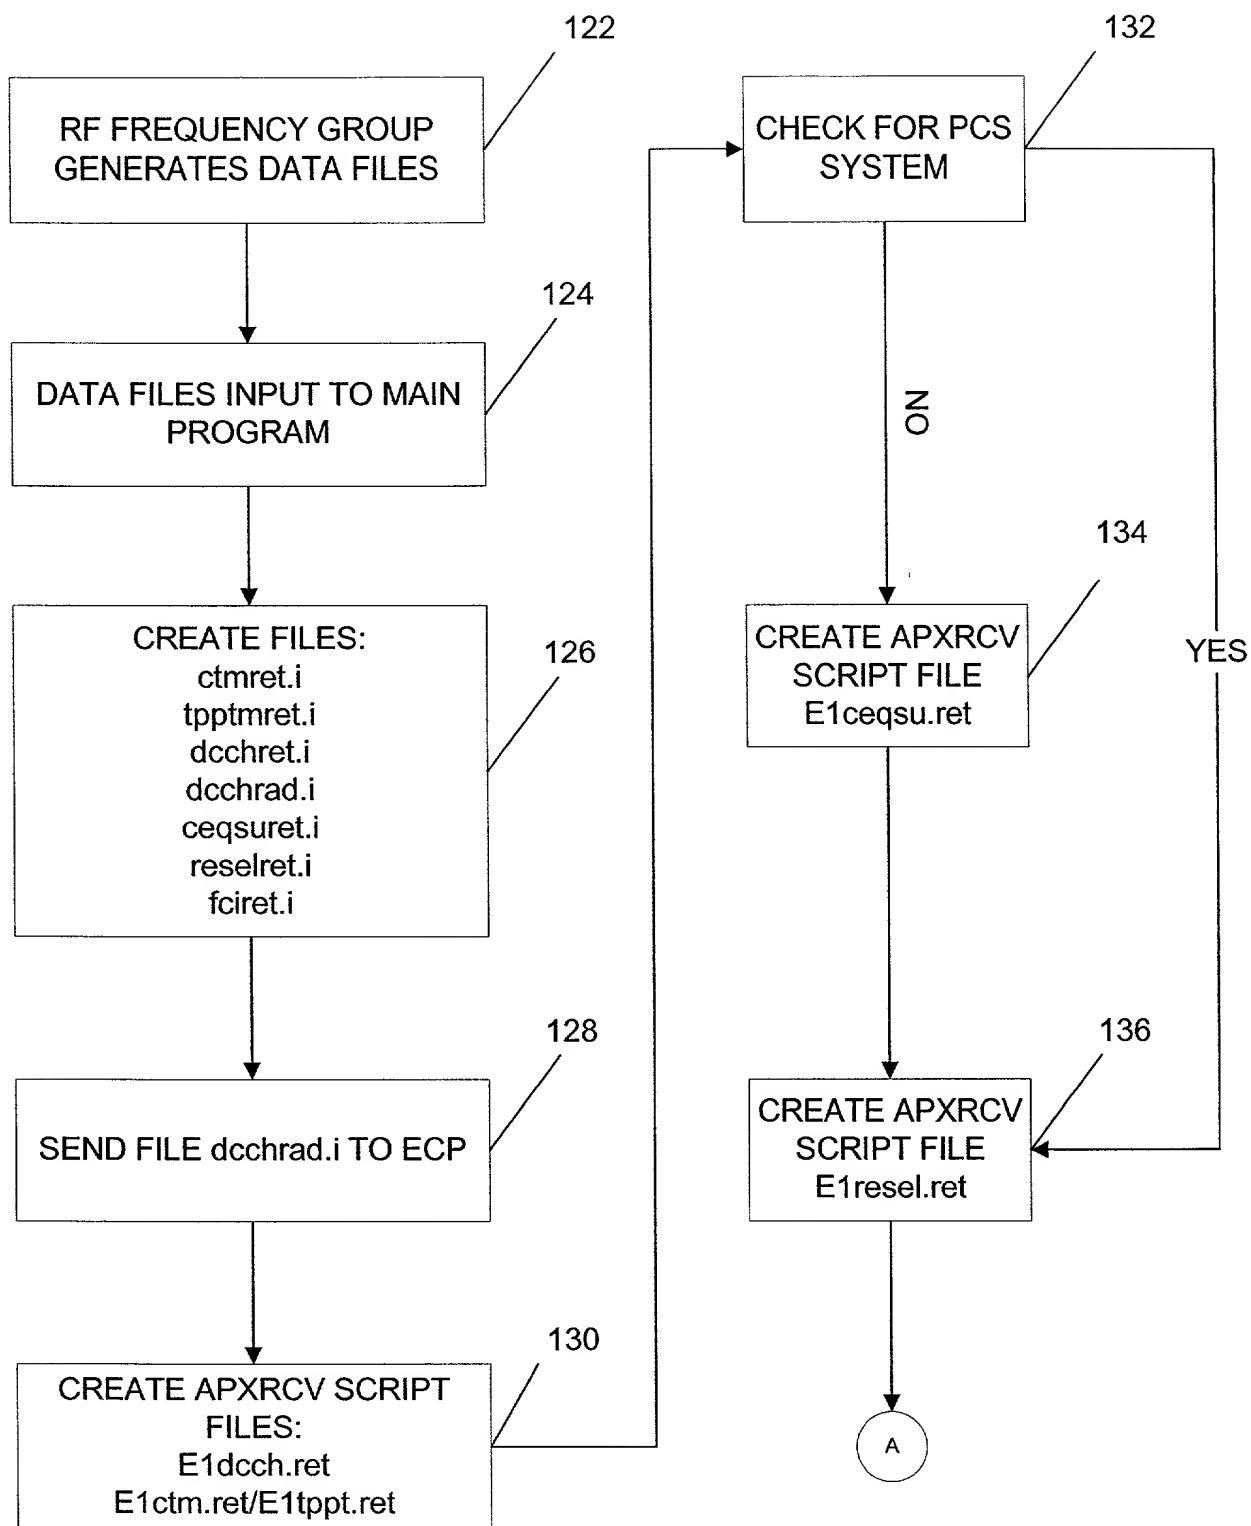 122
RF FREQUENCY GROUP
GENERATES DATA FILES
124
DATA FILES INPUT TO MAIN
PROGRAM
126
CREATE FILES:
ctmret.i
tpptmret.i
dcchret.i
dcchrad.i
ceqsuret.i
reselret.i
fciret.i
128
SEND FILE dcchrad.i TO ECP
130
CREATE APXRCV SCRIPT
FILES:
E1dcch.ret
E1ctm.ret/E1tppt.ret
132
CHECK FOR PCS
SYSTEM
NO
YES
134
CREATE APXRCV
SCRIPT FILE
E1ceqsu.ret
136
CREATE APXRCV
SCRIPT FILE
E1resel.ret
A